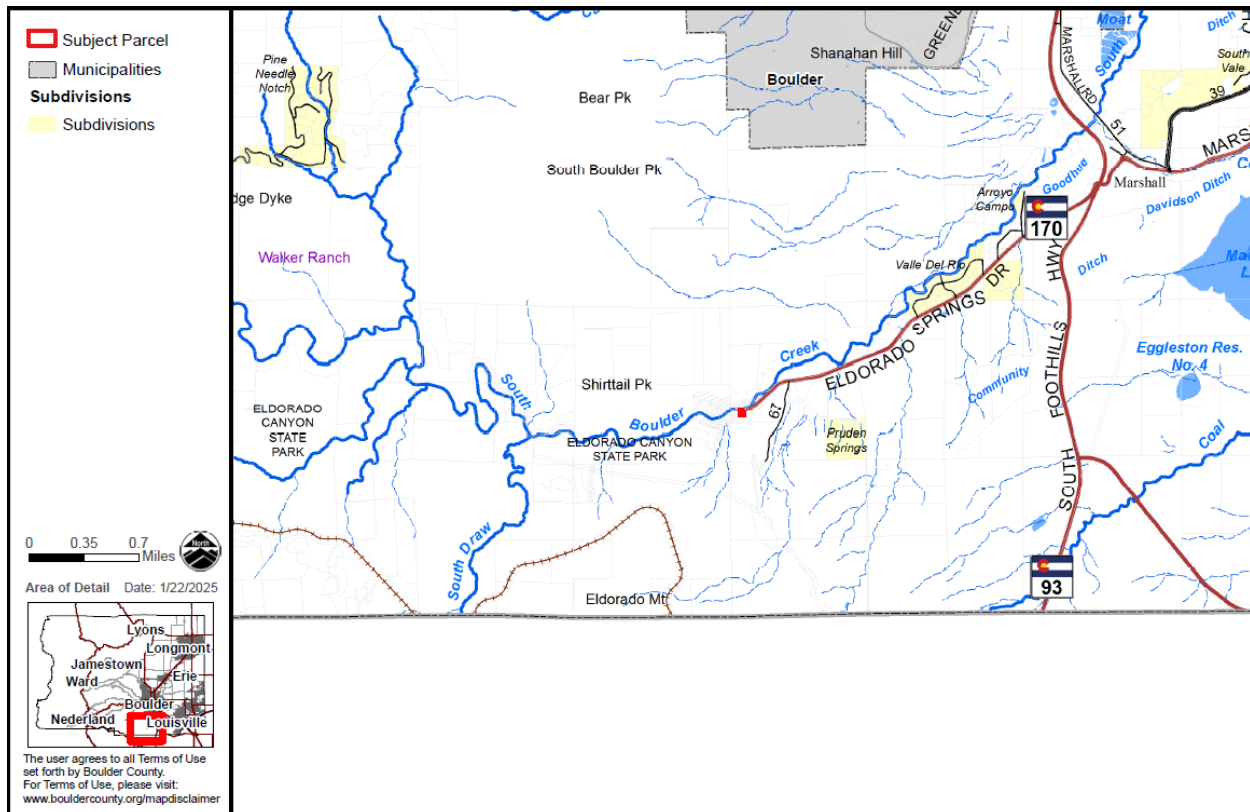 Subject Parcel
Municipalities
Subdivisions
Subdivisions
0 0.35 0.7
Miles
North
Area of Detail Date: 1/22/2025
Lyons
Longmont
Jamestown
Ward
Erie
Boulder
Nederland
Louisville
The user agrees to all Terms of Use
set forth by Boulder County.
For Terms of Use, please visit:
www.bouldercounty.org/mapdisclaimer
Pine
Needle
Notch
Shanahan Hill
Boulder
Bear Pk
South Boulder Pk
dge Dyke
Walker Ranch
MARSHALL RD
51
Moat
South
Ditch
South
Vale
39
MARS
Marshall
Goodhue
Davidson Ditch
Arroyo
Campo
170
Valle Del Rio
HWY
Ditch
ELDORADO SPRINGS DR
Creek
Shirttail Pk
South
Boulder
ELDORADO
CANYON
STATE
PARK
ELDORADO CANYON
STATE PARK
67
Pruden
Springs
Community
SOUTH FOOTHILLS
Eggleston Res.
No. 4
Coal
South Draw
Eldorado Mt
93